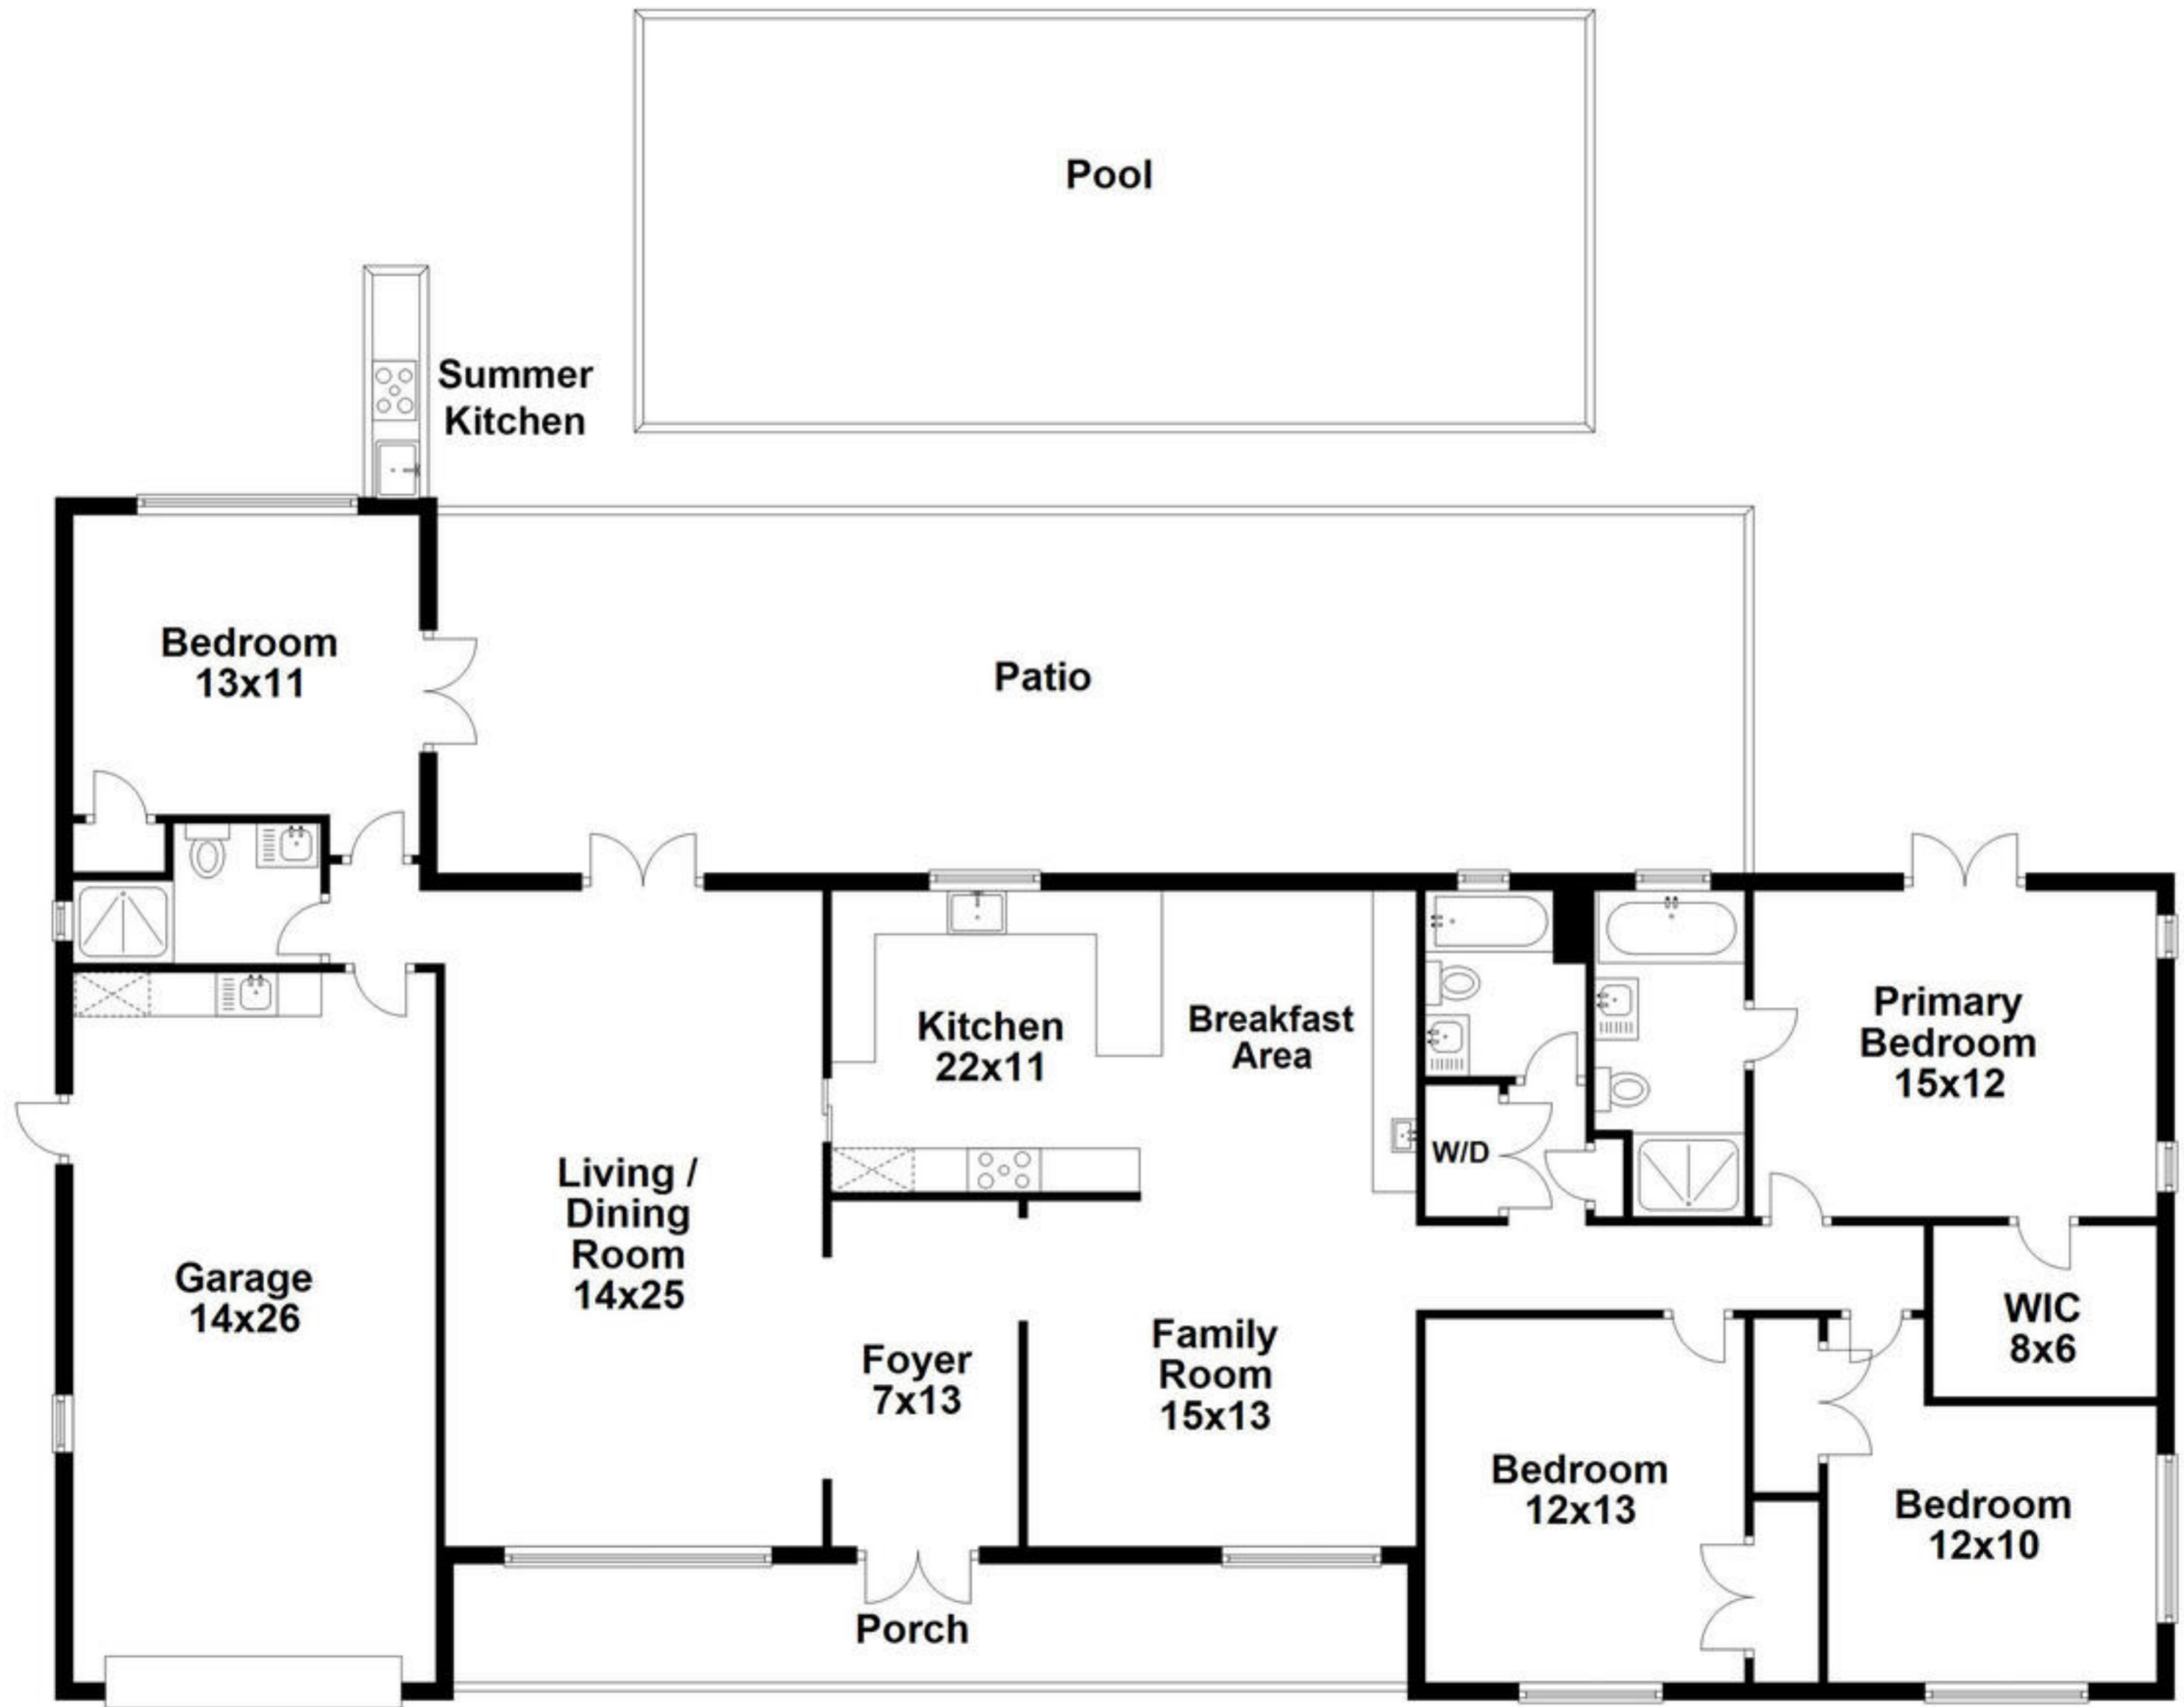 Pool
Summer
Kitchen
Bedroom
13x11
Patio
Kitchen
22x11
Breakfast
Area
Primary
Bedroom
15x12
W/D
Living /
Dining
Room
14x25
Garage
14x26
Foyer
7x13
Family
Room
15x13
WIC
8x6
Bedroom
12x13
Bedroom
12x10
Porch